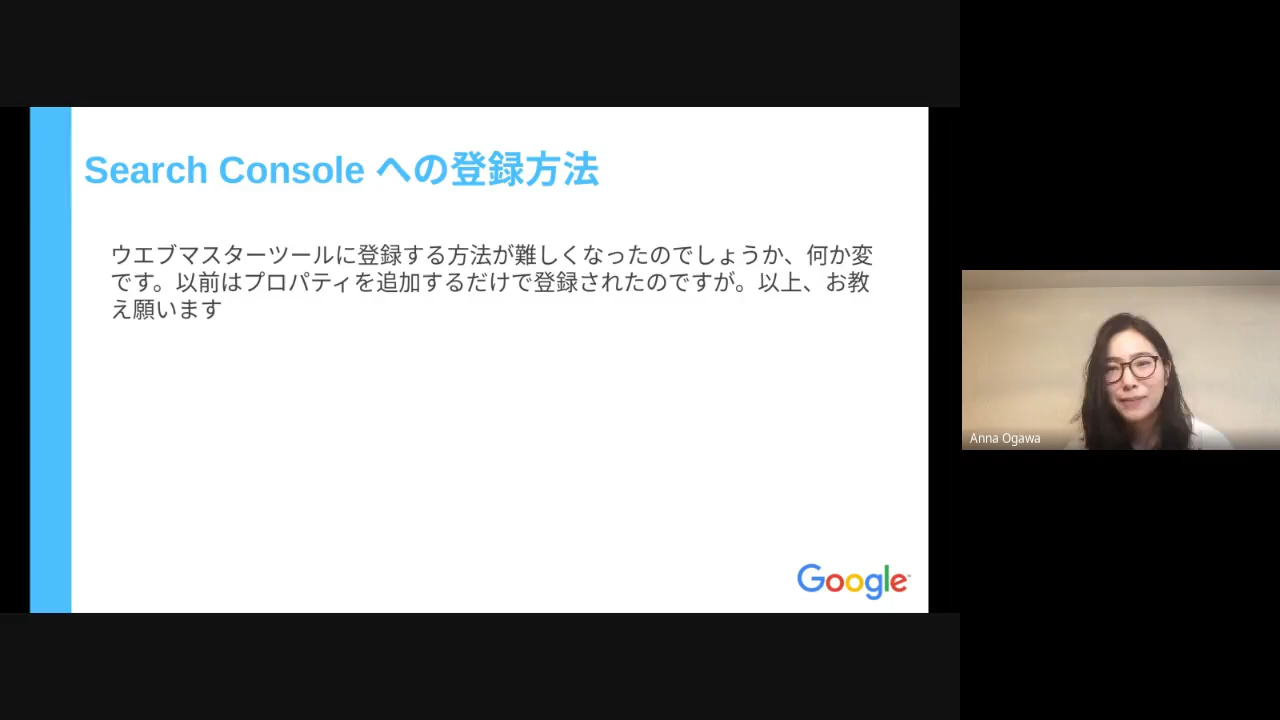 Search Console への登録方法
ウエブマスターツールに登録する方法が難しくなったのでしょうか、何か変
です。以前はプロパティを追加するだけで登録されたのですが。以上、お教
え願います
Google
Anna Ogawa